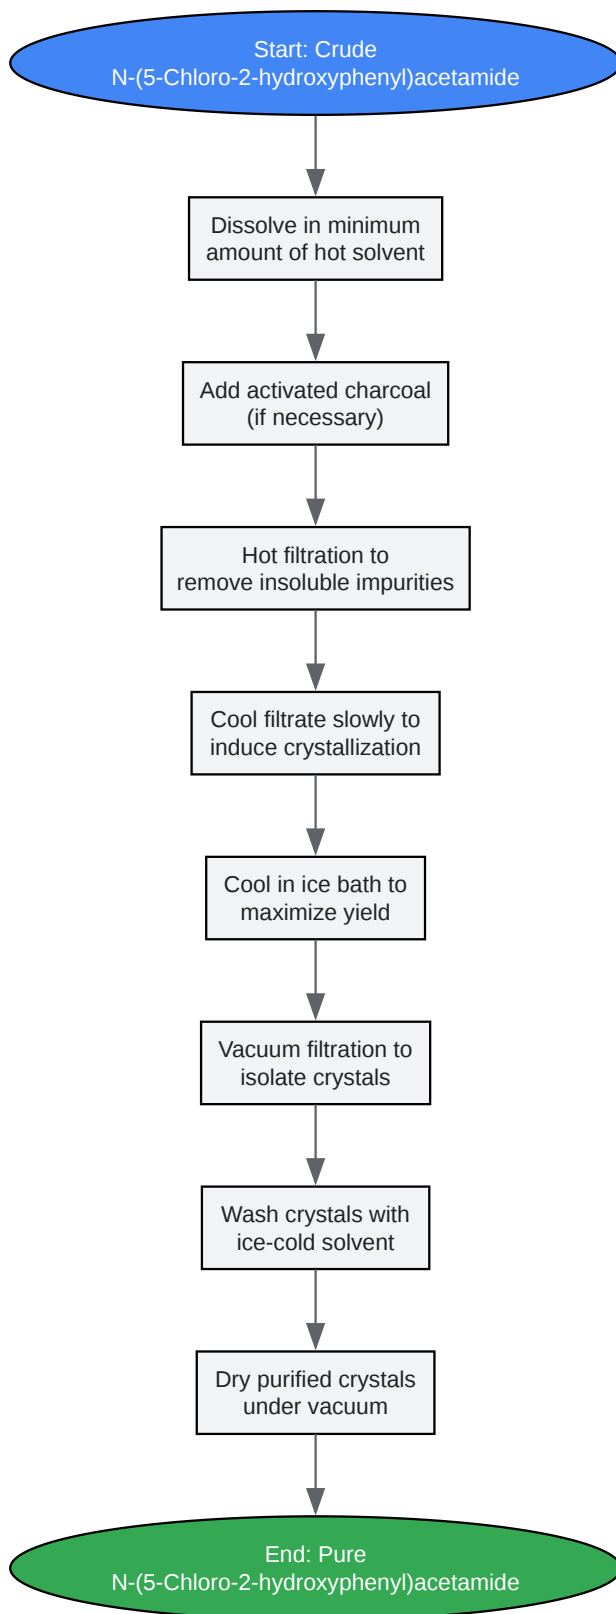 Start: Crude
N-(5-Chloro-2-hydroxyphenyl)acetamide
Dissolve in minimum
amount of hot solvent
Add activated charcoal
(if necessary)
Hot filtration to
remove insoluble impurities
Cool filtrate slowly to
induce crystallization
Cool in ice bath to
maximize yield
Vacuum filtration to
isolate crystals
Wash crystals with
ice-cold solvent
Dry purified crystals
under vacuum
End: Pure
N-(5-Chloro-2-hydroxyphenyl)acetamide